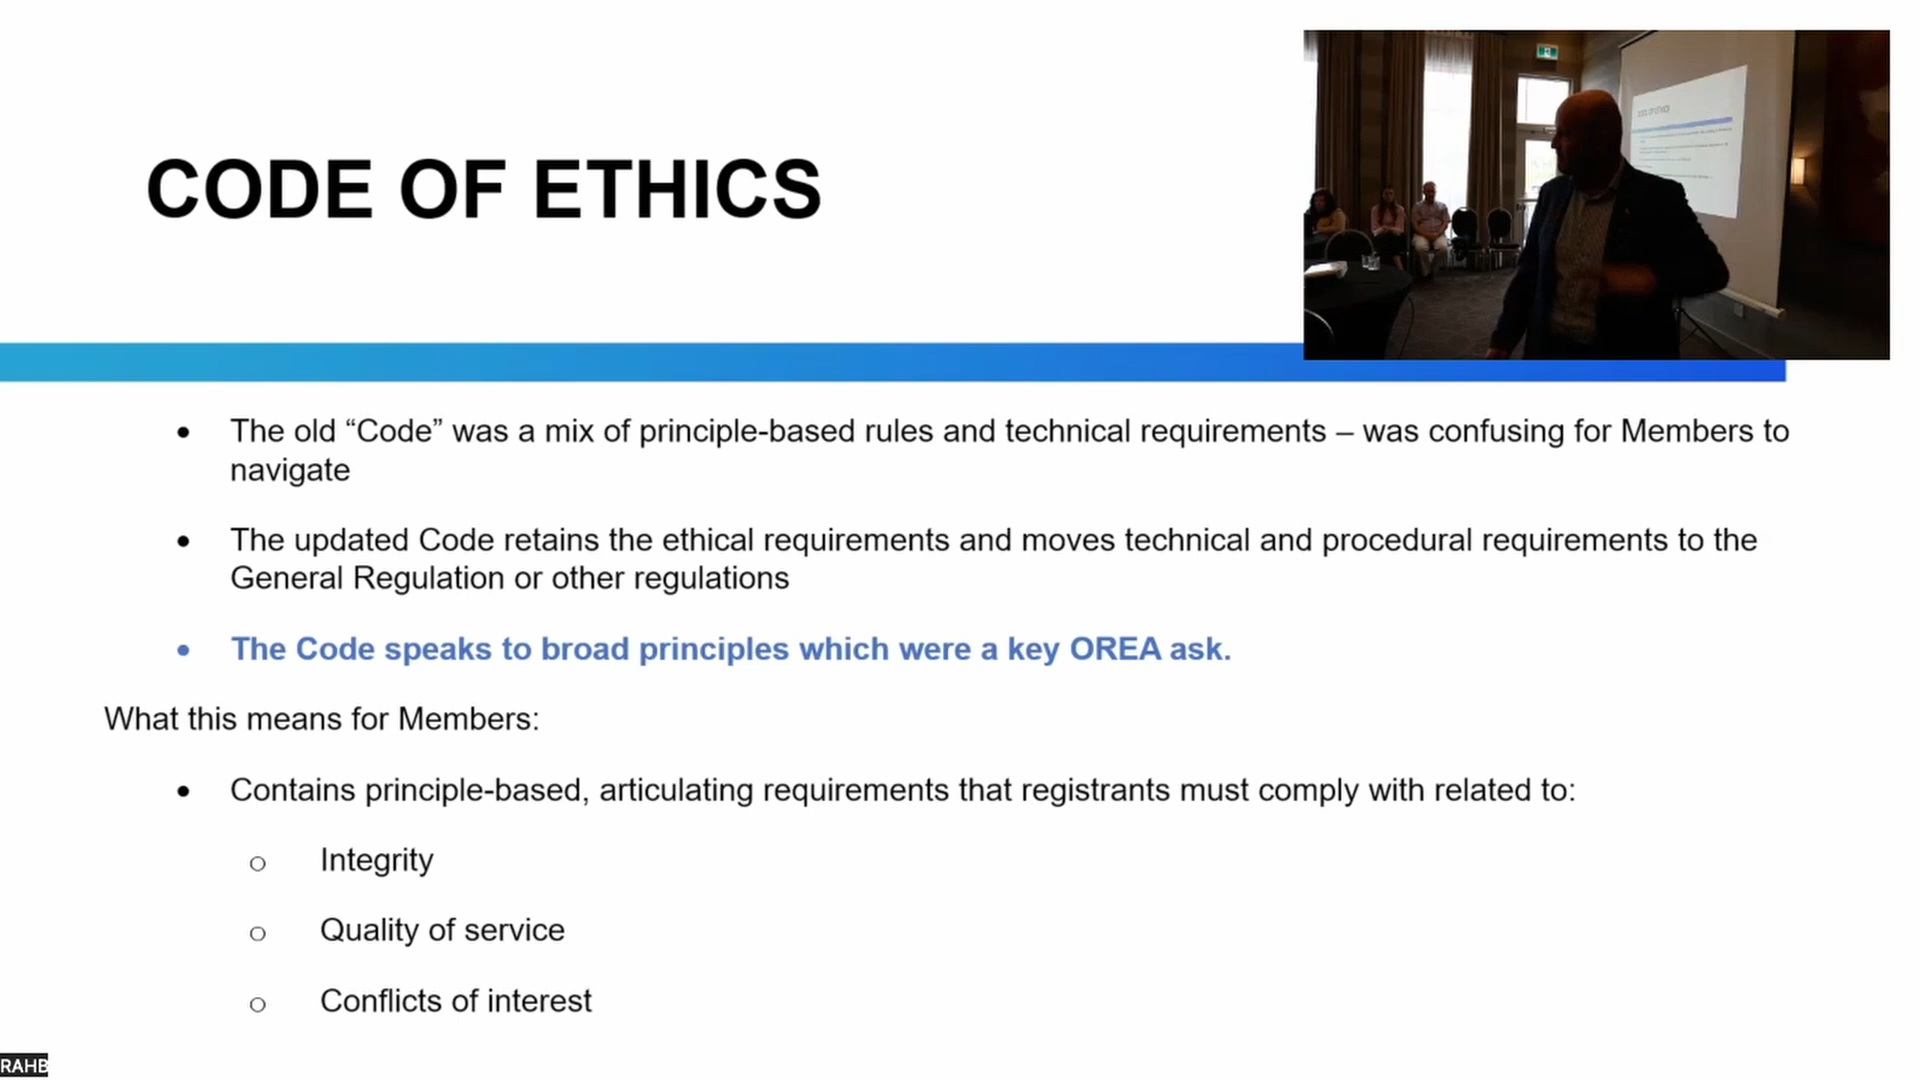 CODE OF ETHICS
• The old “Code” was a mix of principle-based rules and technical requirements – was confusing for Members to
navigate
• The updated Code retains the ethical requirements and moves technical and procedural requirements to the
General Regulation or other regulations
• The Code speaks to broad principles which were a key OREA ask.
What this means for Members:
• Contains principle-based, articulating requirements that registrants must comply with related to:
o Integrity
o Quality of service
o Conflicts of interest
RAHB